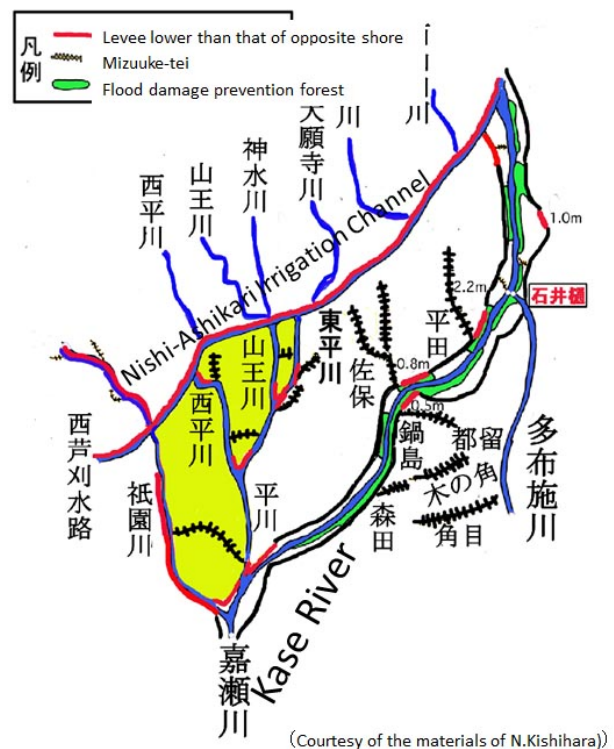 凡例
Levee lower than that of opposite shore
Mizuuke-tei
Flood damage prevention forest
川
川
大願寺川
神水川
山王川
西平川
Nishi-Ashikari Irrigation Channel
1.0m
石井樋
2.2m
平田
東平川
佐保
0.8m
0.5m
山王川
西平川
鍋島
都留
木の角
角目
森田
多布施川
西芦刈水路
祇園川
平川
Kase River
嘉瀬川
(Courtesy of the materials of N.Kishihara))